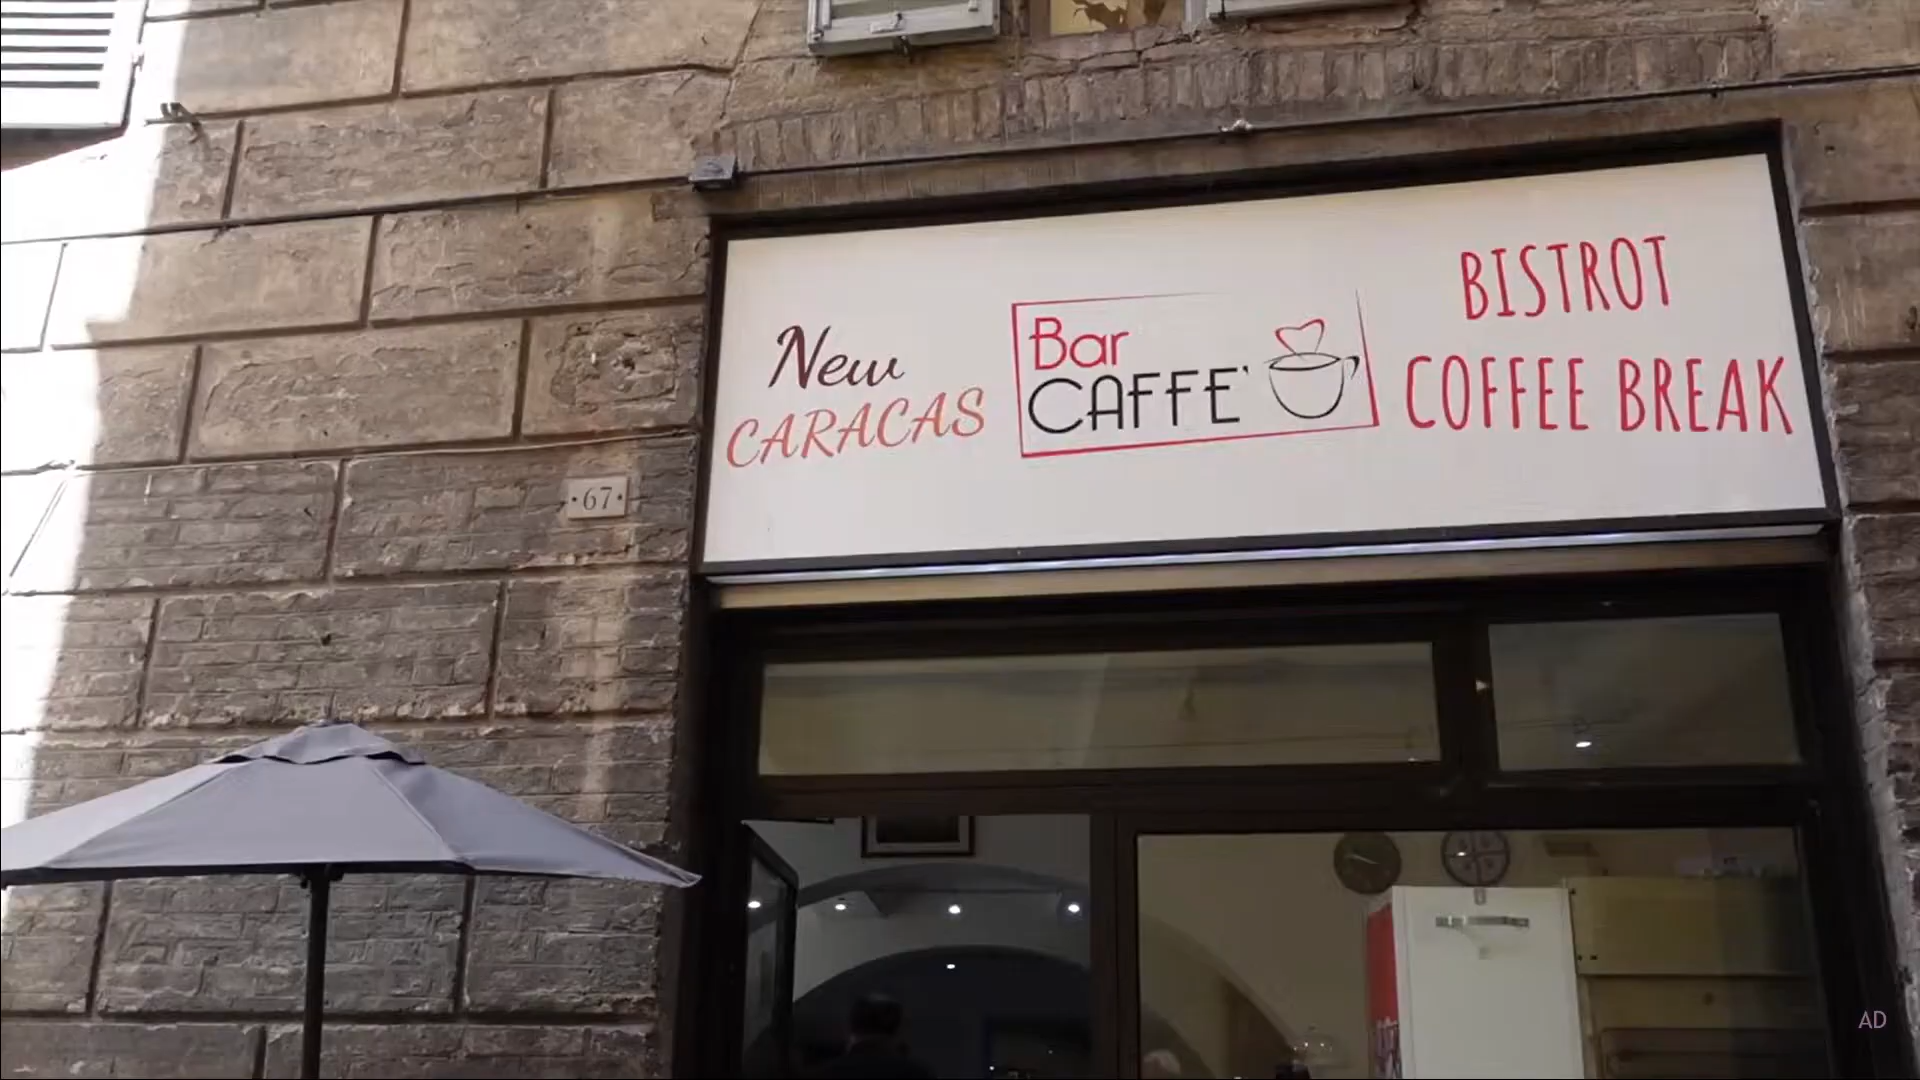 New
CARACAS
Bar
CAFFE'
BISTROT
COFFEE BREAK
·67·
AD